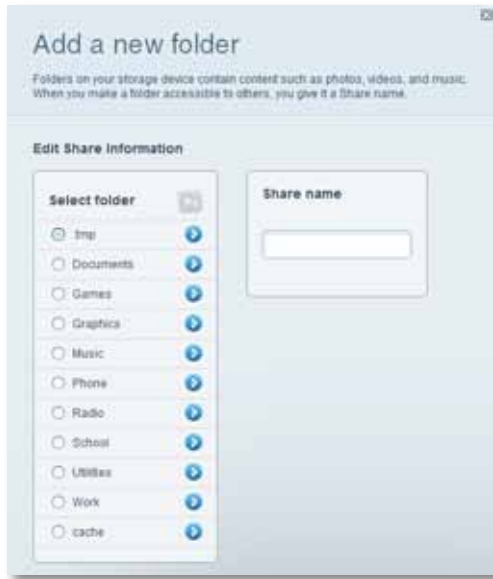 Add a new folder
Folders on your storage device contain content such as photos, videos, and music.
When you make a folder accessible to others, you give it a Share name.
Edit Share Information
Select folder
Share name
tmp
Documents
Games
Graphics
Music
Phone
Radio
School
Utilities
Work
cache